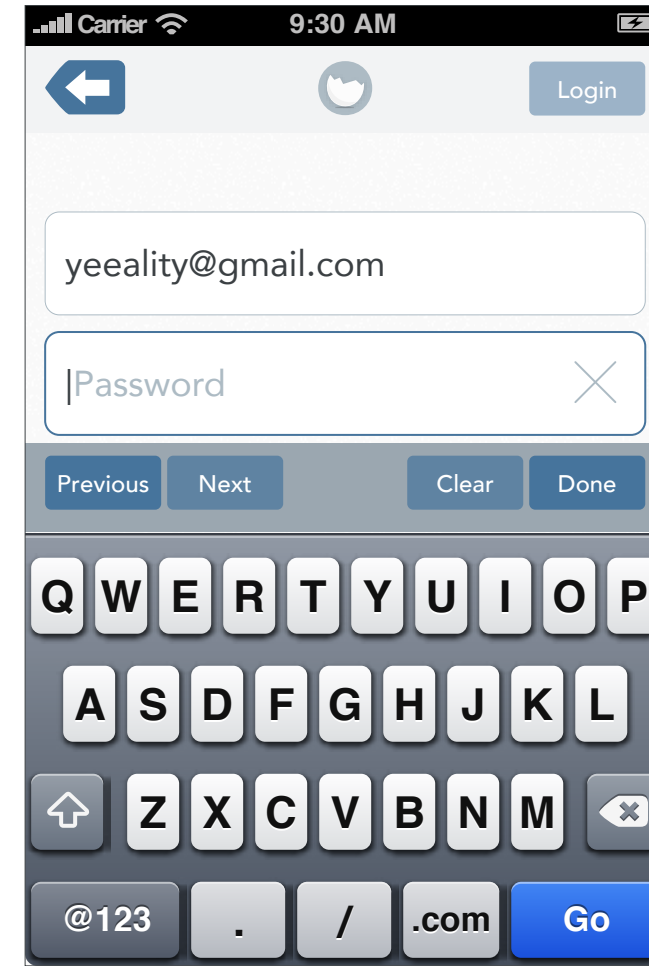 Carrier 9:30 AM
Login
yeeality@gmail.com
Password
Previous Next Clear Done
Q W E R T Y U I O P
A S D F G H J K L
Z X C V B N M
@123 . / .com Go